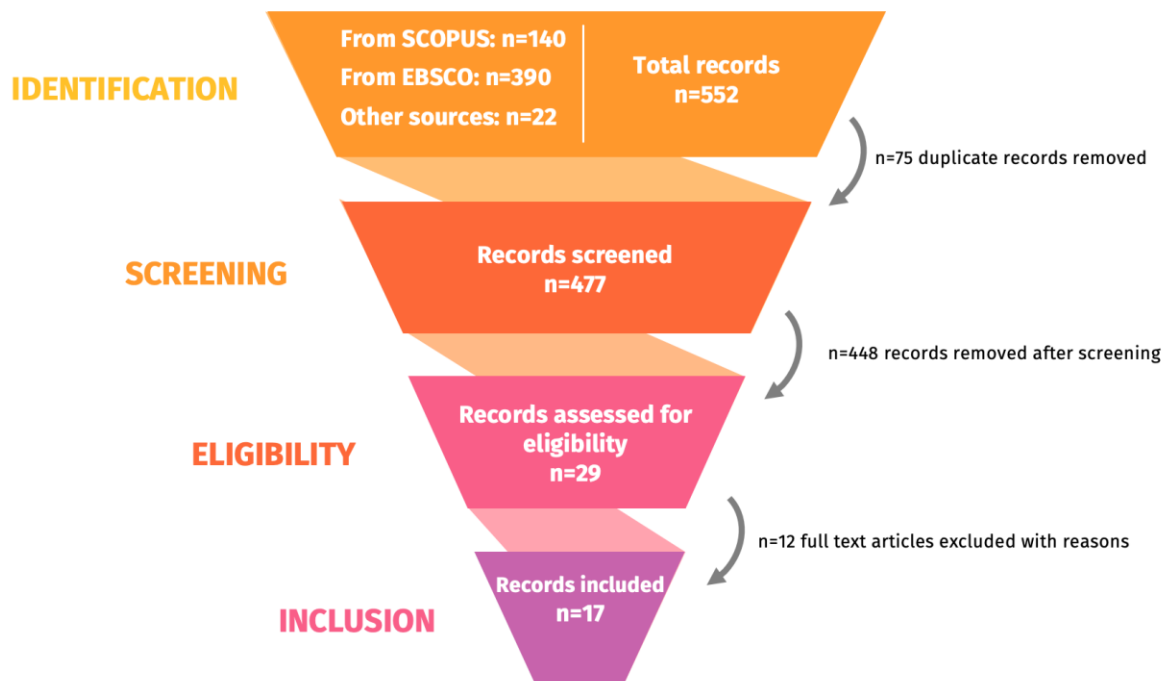 IDENTIFICATION
From SCOPUS: n=140
From EBSCO: n=390
Other sources: n=22
Total records
n=552
n=75 duplicate records removed
SCREENING
Records screened
n=477
n=448 records removed after screening
ELIGIBILITY
Records assessed for
eligibility
n=29
n=12 full text articles excluded with reasons
INCLUSION
Records included
n=17